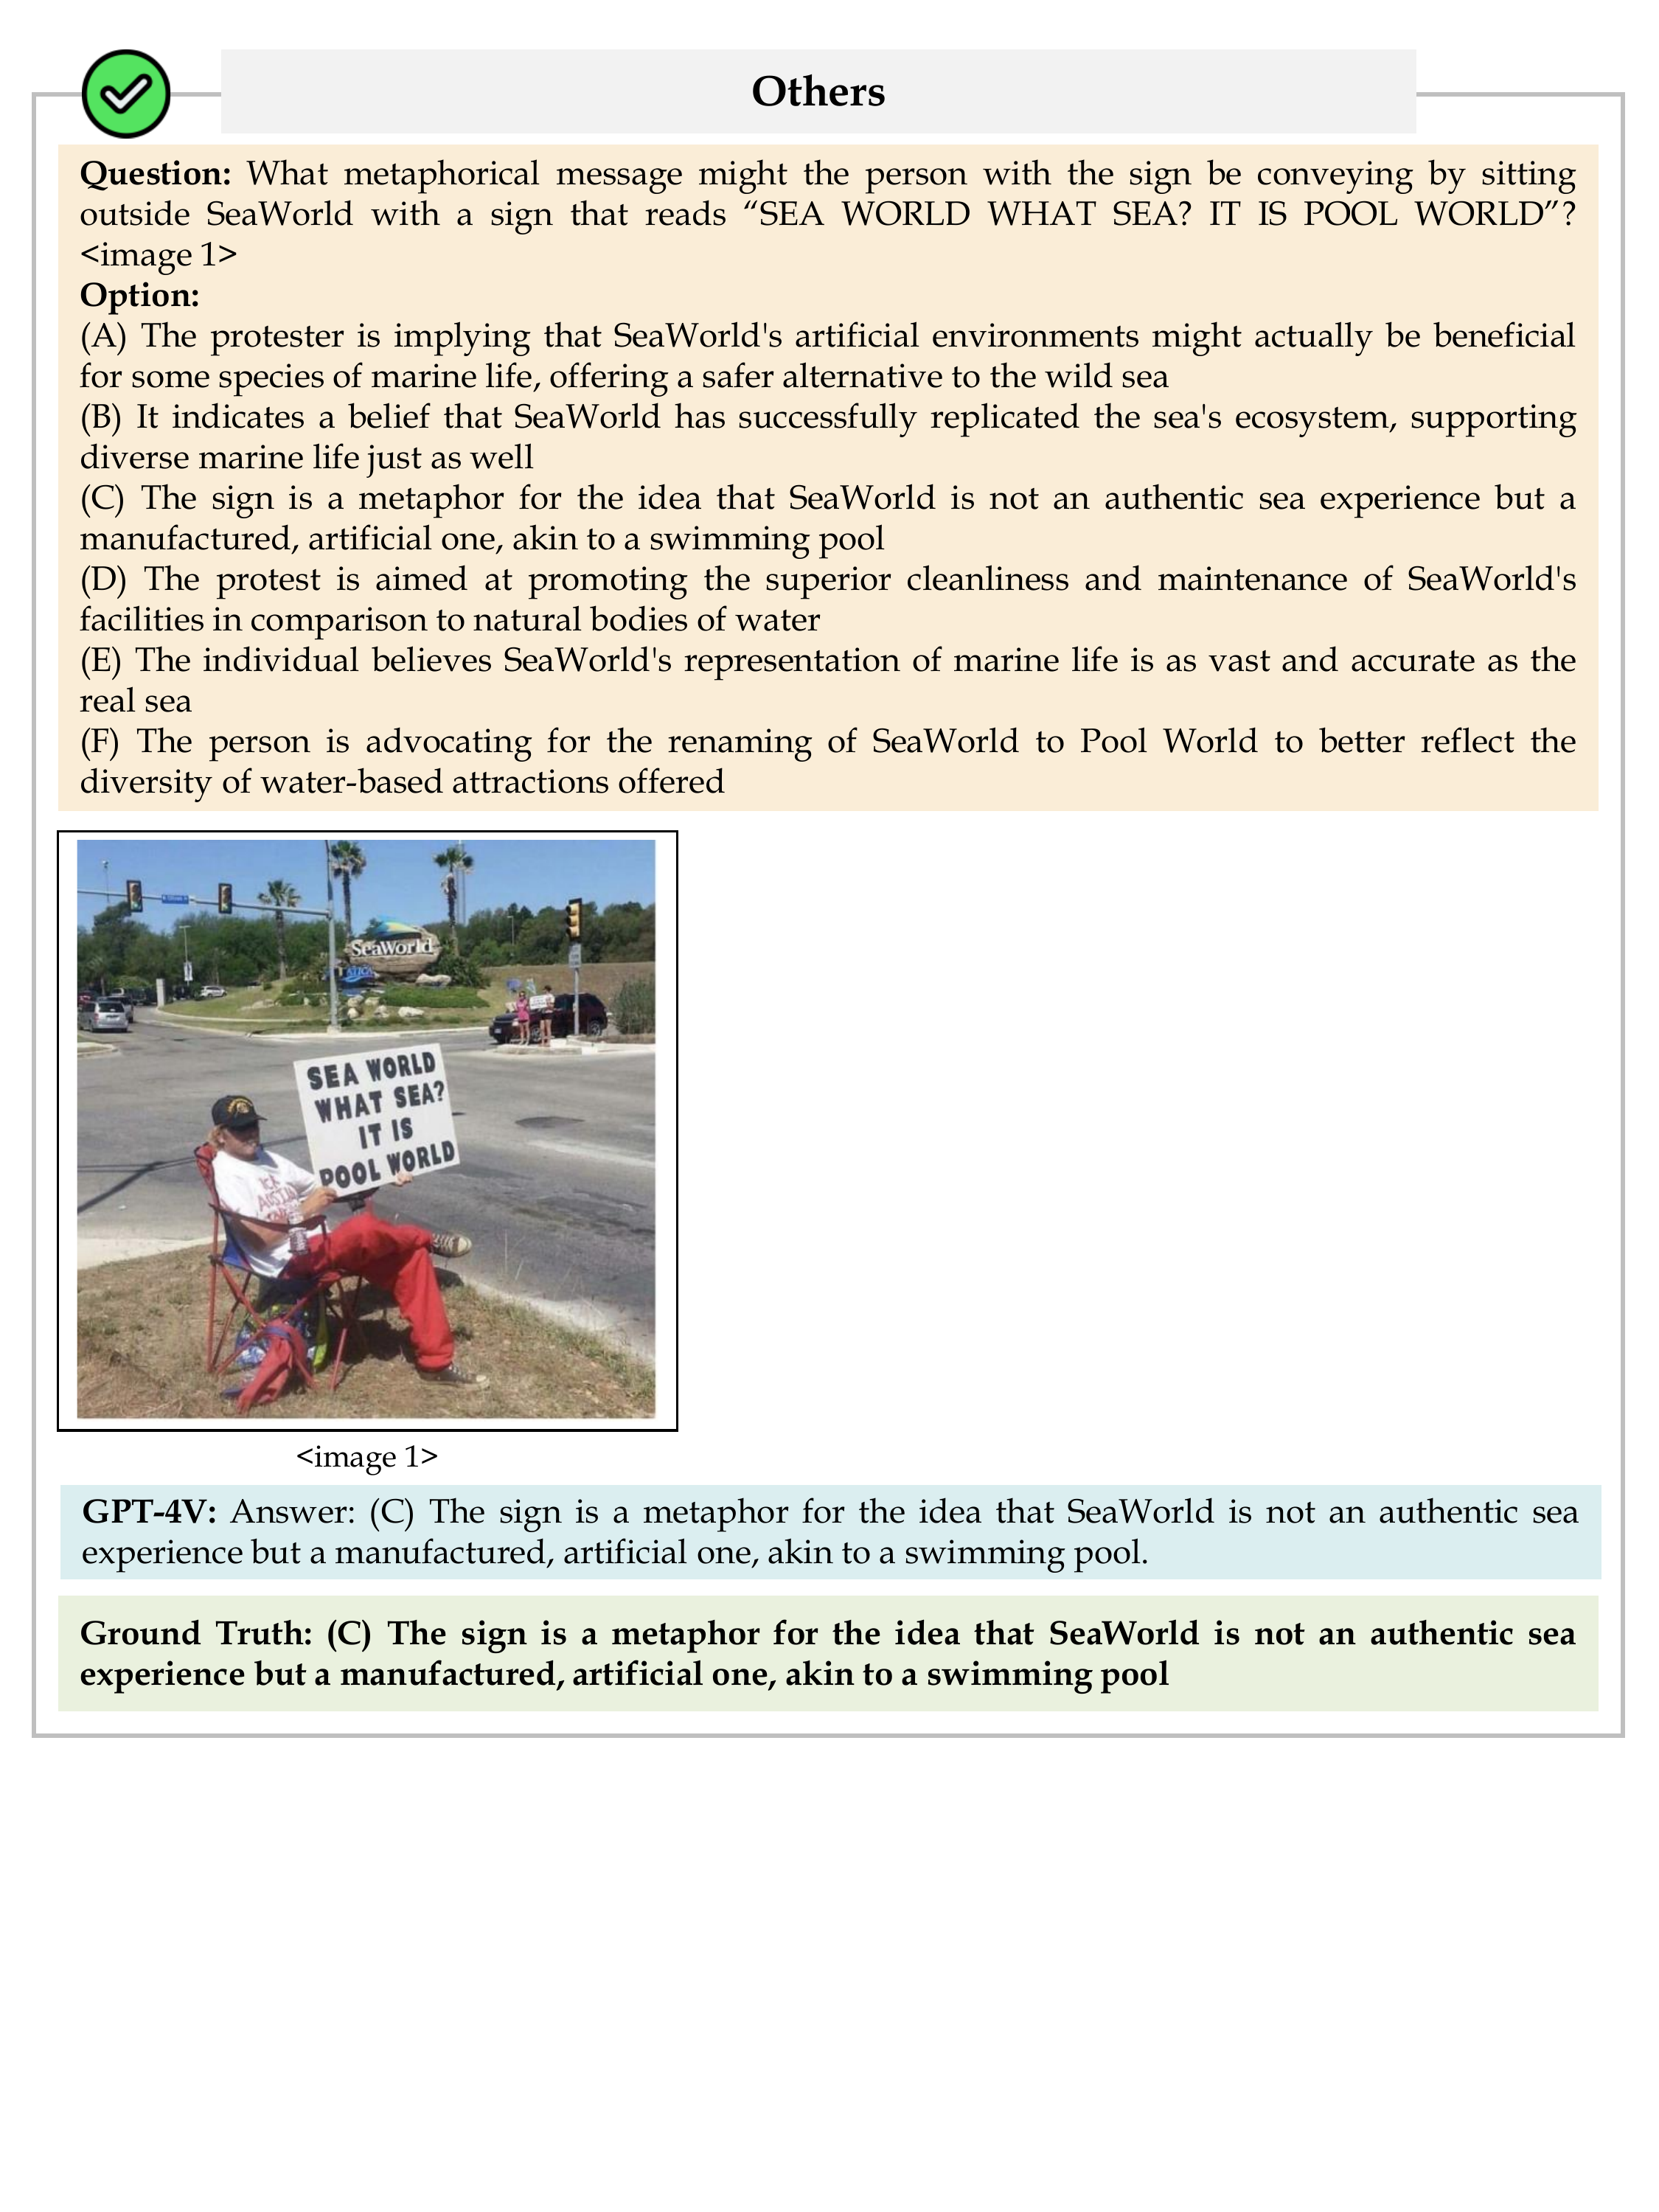 Others
Question: What metaphorical message might the person with the sign be conveying by sitting
outside SeaWorld with a sign that reads “SEA WORLD WHAT SEA? IT IS POOL WORLD”?
<image 1>
Option:
(A) The protester is implying that SeaWorld's artificial environments might actually be beneficial
for some species of marine life, offering a safer alternative to the wild sea
(B) It indicates a belief that SeaWorld has successfully replicated the sea's ecosystem, supporting
diverse marine life just as well
(C) The sign is a metaphor for the idea that SeaWorld is not an authentic sea experience but a
manufactured, artificial one, akin to a swimming pool
(D) The protest is aimed at promoting the superior cleanliness and maintenance of SeaWorld's
facilities in comparison to natural bodies of water
(E) The individual believes SeaWorld's representation of marine life is as vast and accurate as the
real sea
(F) The person is advocating for the renaming of SeaWorld to Pool World to better reflect the
diversity of water-based attractions offered
SeaWorld
SEA WORLD
WHAT SEA?
IT IS
POOL WORLD
<image 1>
GPT-4V: Answer: (C) The sign is a metaphor for the idea that SeaWorld is not an authentic sea
experience but a manufactured, artificial one, akin to a swimming pool.
Ground Truth: (C) The sign is a metaphor for the idea that SeaWorld is not an authentic sea
experience but a manufactured, artificial one, akin to a swimming pool